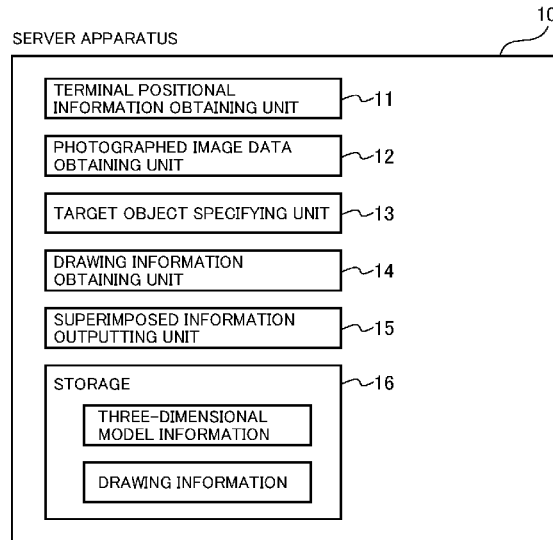 10
SERVER APPARATUS
TERMINAL POSITIONAL
INFORMATION OBTAINING UNIT
11
PHOTOGRAPHED IMAGE DATA
OBTAINING UNIT
12
TARGET OBJECT SPECIFYING UNIT
13
DRAWING INFORMATION
OBTAINING UNIT
14
SUPERIMPOSED INFORMATION
OUTPUTTING UNIT
15
STORAGE
16
THREE-DIMENSIONAL
MODEL INFORMATION
DRAWING INFORMATION